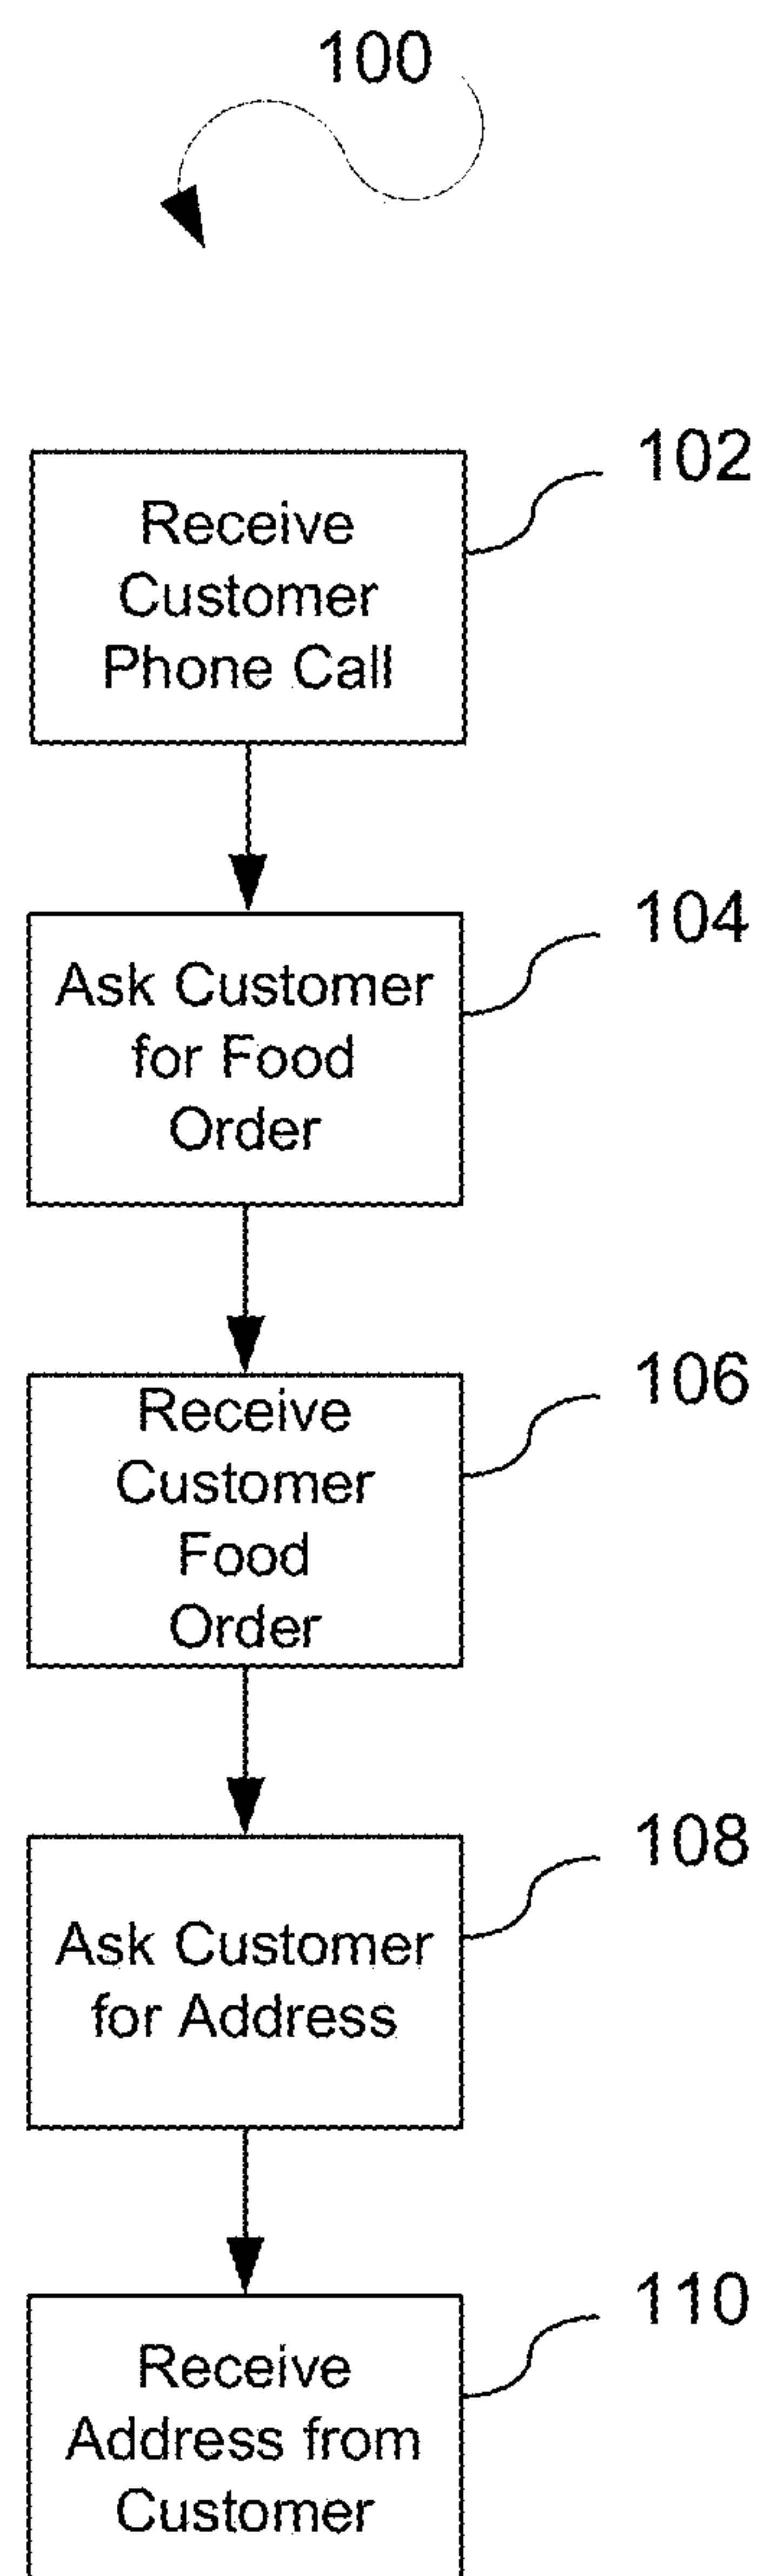 100
102
Receive
Customer
Phone Call
104
Ask Customer
for Food
Order
106
Receive
Customer
Food
Order
108
Ask Customer
for Address
110
Receive
Address from
Customer